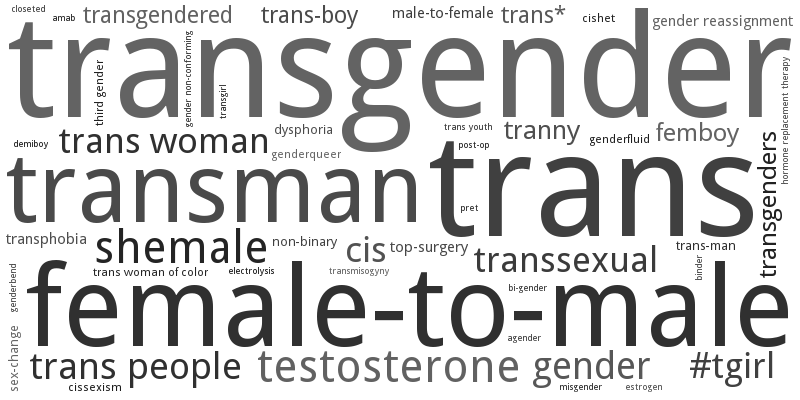 closeted
amab
transgendered
trans-boy
male-to-female
trans*
cishet
gender reassignment
transgender
third gender
gender non-conforming
transgirl
hormone replacement therapy
demiboy
trans woman
dysphoria
genderqueer
trans youth
tranny
genderfluid
femboy
post-op
transman
trans
pret
transgenders
transphobia
shemale
non-binary
cis
top-surgery
transsexual
trans-man
trans woman of color
electrolysis
transmisogyny
binder
genderbend
female-to-male
bi-gender
agender
sex-change
trans people
testosterone
gender
#tgirl
cissexism
misgender
estrogen